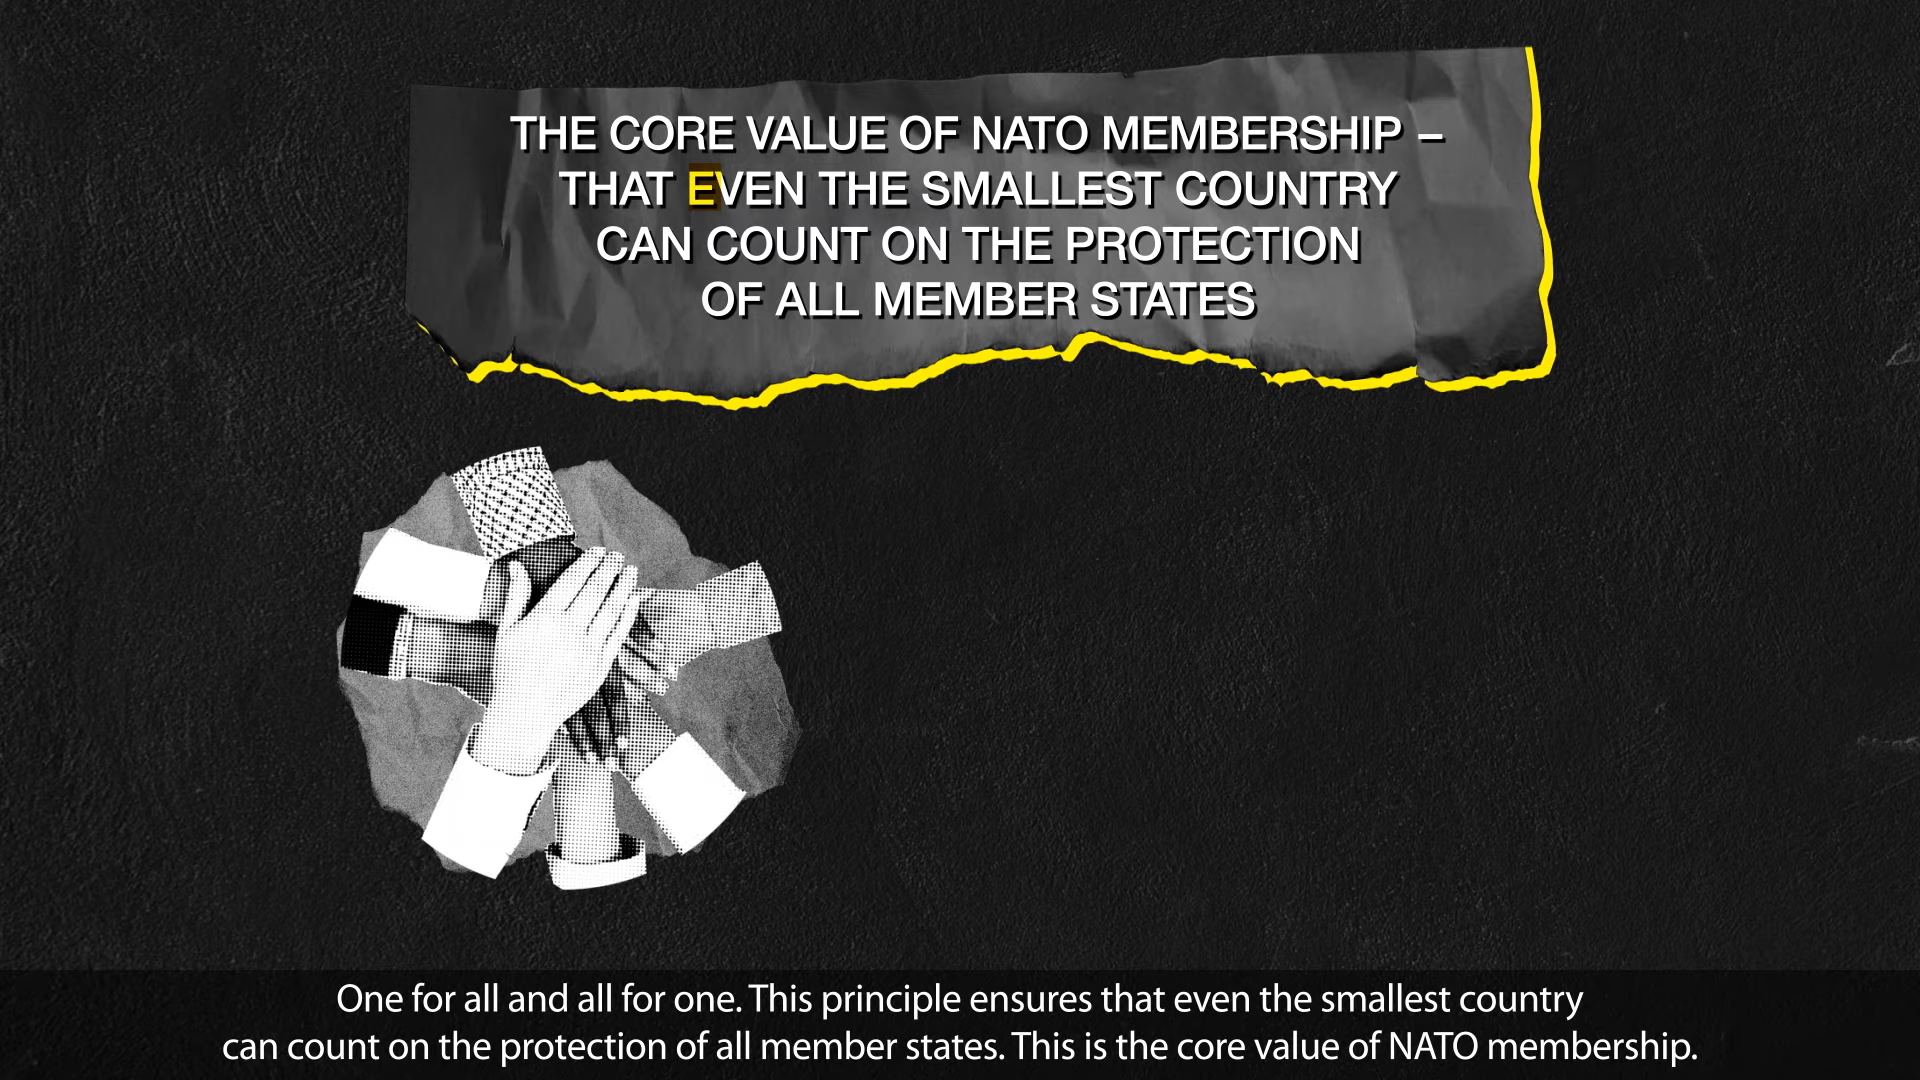 THE CORE VALUE OF NATO MEMBERSHIP –
THAT EVEN THE SMALLEST COUNTRY
CAN COUNT ON THE PROTECTION
OF ALL MEMBER STATES
One for all and all for one. This principle ensures that even the smallest country
can count on the protection of all member states. This is the core value of NATO membership.